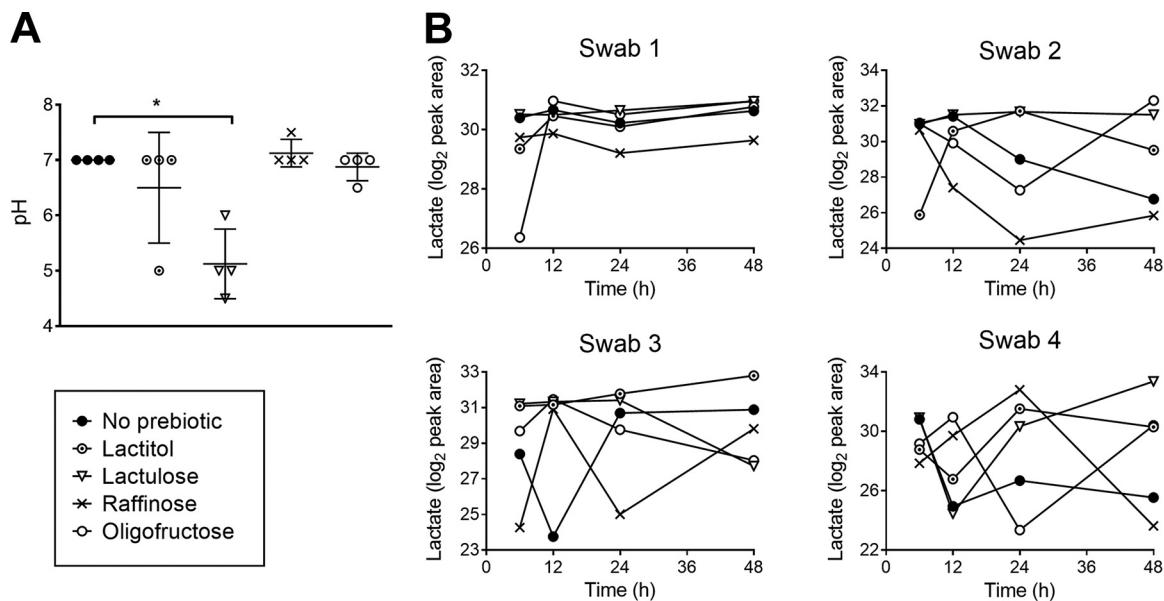 A
*
pH
8
7
6
5
4
No prebiotic
Lactitol
Lactulose
Raffinose
Oligofructose
B
Swab 1
Lactate (log2 peak area)
32
30
28
26
0 12 24 36 48
Time (h)
Swab 2
Lactate (log2 peak area)
34
32
30
28
26
24
0 12 24 36 48
Time (h)
Swab 3
Lactate (log2 peak area)
33
31
29
27
25
23
0 12 24 36 48
Time (h)
Swab 4
Lactate (log2 peak area)
34
30
26
22
0 12 24 36 48
Time (h)